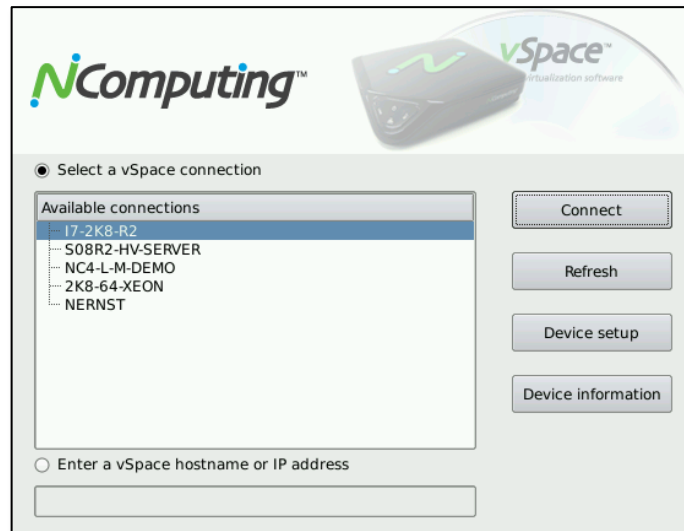 NComputing™
vSpace™
virtualization software
Select a vSpace connection
Available connections
I7-2K8-R2
S08R2-HV-SERVER
NC4-L-M-DEMO
2K8-64-XEON
NERNST
Connect
Refresh
Device setup
Device information
Enter a vSpace hostname or IP address